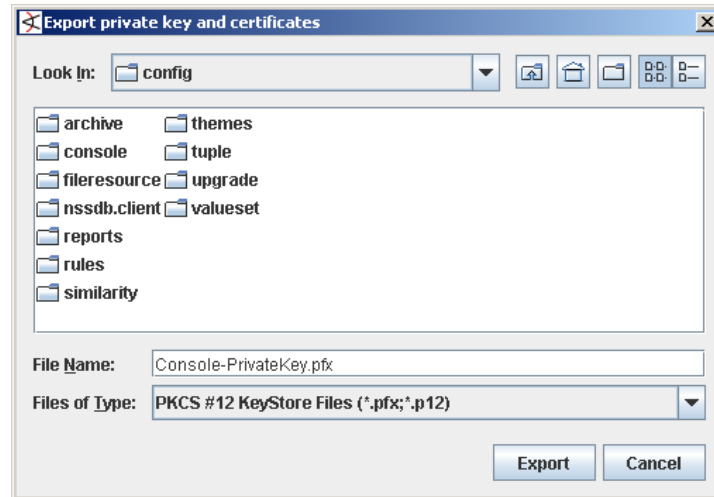 Export private key and certificates
Look In: config
archive themes
console tuple
fileresource upgrade
nssdb.client valueset
reports
rules
similarity
File Name: Console-PrivateKey.pfx
Files of Type: PKCS #12 KeyStore Files (*.pfx;*.p12)
Export Cancel